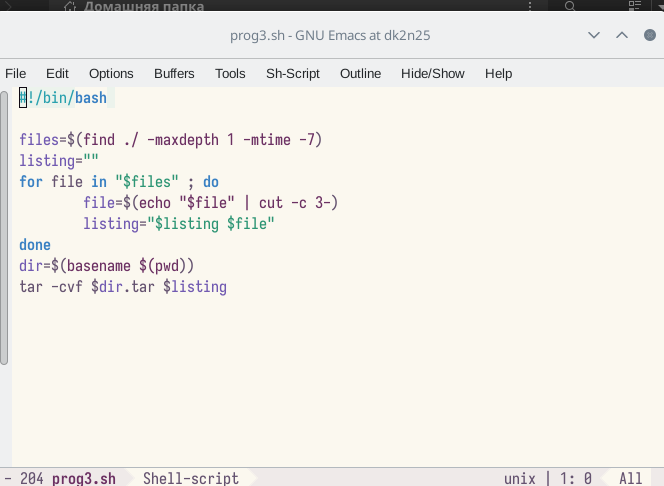 Домашняя папка
prog3.sh - GNU Emacs at dk2n25
File Edit Options Buffers Tools Sh-Script Outline Hide/Show Help
#!/bin/bash
files=$(find ./ -maxdepth 1 -mtime -7)
listing=""
for file in "$files" ; do
        file=$(echo "$file" | cut -c 3-)
        listing="$listing $file"
done
dir=$(basename $(pwd))
tar -cvf $dir.tar $listing
- 204 prog3.sh Shell-script unix | 1: 0 All